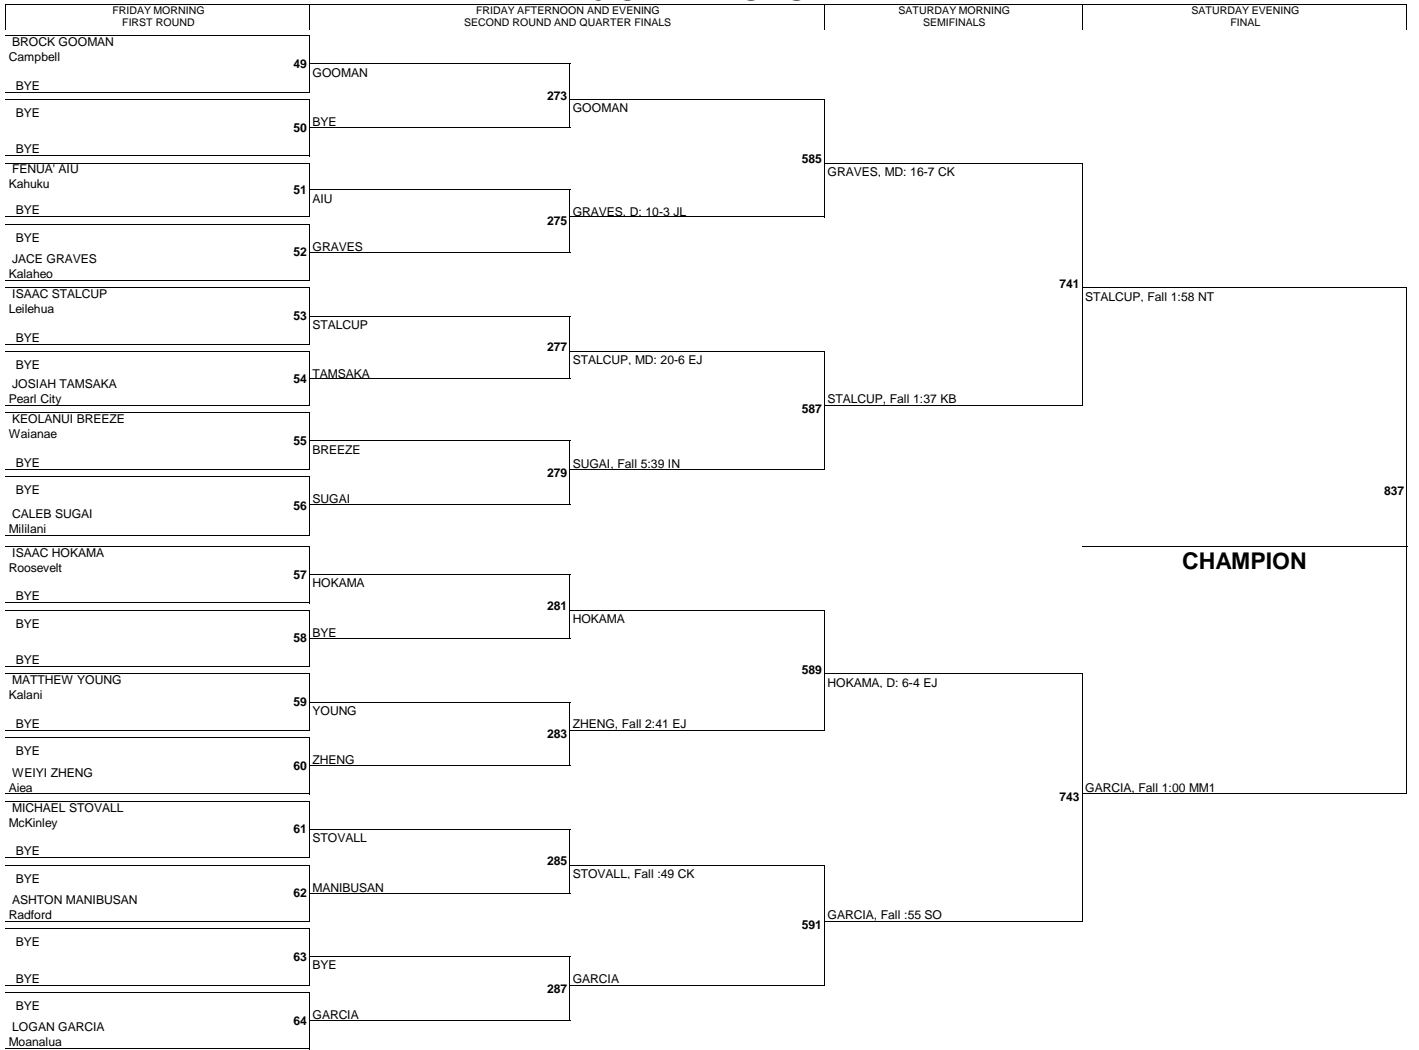 FRIDAY MORNING
FIRST ROUND
FRIDAY AFTERNOON AND EVENING
SECOND ROUND AND QUARTER FINALS
SATURDAY MORNING
SEMIFINALS
SATURDAY EVENING
FINAL
BROCK GOOMAN
Campbell
49
BYE
GOOMAN
273
GOOMAN
BYE
50
BYE
BYE
585
FENUA' AIU
Kahuku
51
BYE
AIU
275
GRAVES, D: 10-3 JL
GRAVES, MD: 16-7 CK
BYE
52
GRAVES
JACE GRAVES
Kalaheo
741
STALCUP, Fall 1:58 NT
ISAAC STALCUP
Leilehua
53
BYE
STALCUP
277
STALCUP, MD: 20-6 EJ
BYE
JOSIAH TAMSAKA
54
TAMSAKA
Pearl City
587
STALCUP, Fall 1:37 KB
KEOLANUI BREEZE
Waianae
55
BYE
BREEZE
279
SUGAI, Fall 5:39 IN
BYE
56
SUGAI
CALEB SUGAI
Mililani
837
CHAMPION
ISAAC HOKAMA
Roosevelt
57
BYE
HOKAMA
281
HOKAMA
BYE
58
BYE
BYE
589
HOKAMA, D: 6-4 EJ
MATTHEW YOUNG
Kalani
59
BYE
YOUNG
283
ZHENG, Fall 2:41 EJ
BYE
60
ZHENG
WEIYI ZHENG
Aiea
743
GARCIA, Fall 1:00 MM1
MICHAEL STOVALL
McKinley
61
BYE
STOVALL
285
STOVALL, Fall :49 CK
BYE
62
MANIBUSAN
ASHTON MANIBUSAN
Radford
591
GARCIA, Fall :55 SO
BYE
63
BYE
BYE
287
GARCIA
BYE
64
GARCIA
LOGAN GARCIA
Moanalua